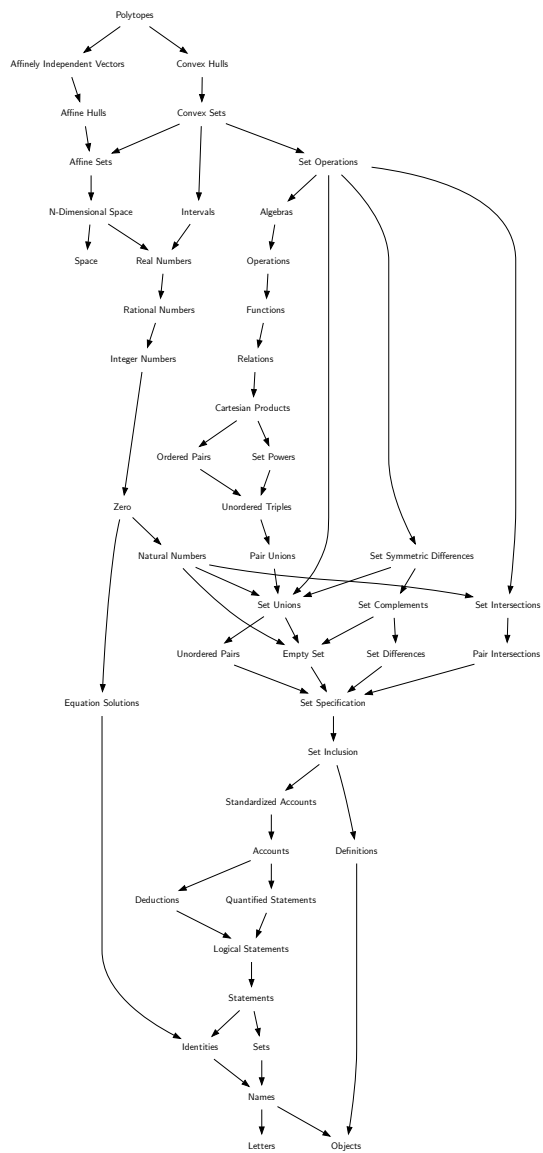 Polytopes
Affinely Independent Vectors
Convex Hulls
Affine Hulls
Convex Sets
Affine Sets
Set Operations
N-Dimensional Space
Intervals
Algebras
Space
Real Numbers
Operations
Rational Numbers
Functions
Integer Numbers
Relations
Cartesian Products
Ordered Pairs
Set Powers
Zero
Unordered Triples
Natural Numbers
Pair Unions
Set Symmetric Differences
Set Unions
Set Complements
Set Intersections
Unordered Pairs
Empty Set
Set Differences
Pair Intersections
Equation Solutions
Set Specification
Set Inclusion
Standardized Accounts
Accounts
Definitions
Deductions
Quantified Statements
Logical Statements
Statements
Identities
Sets
Names
Letters
Objects